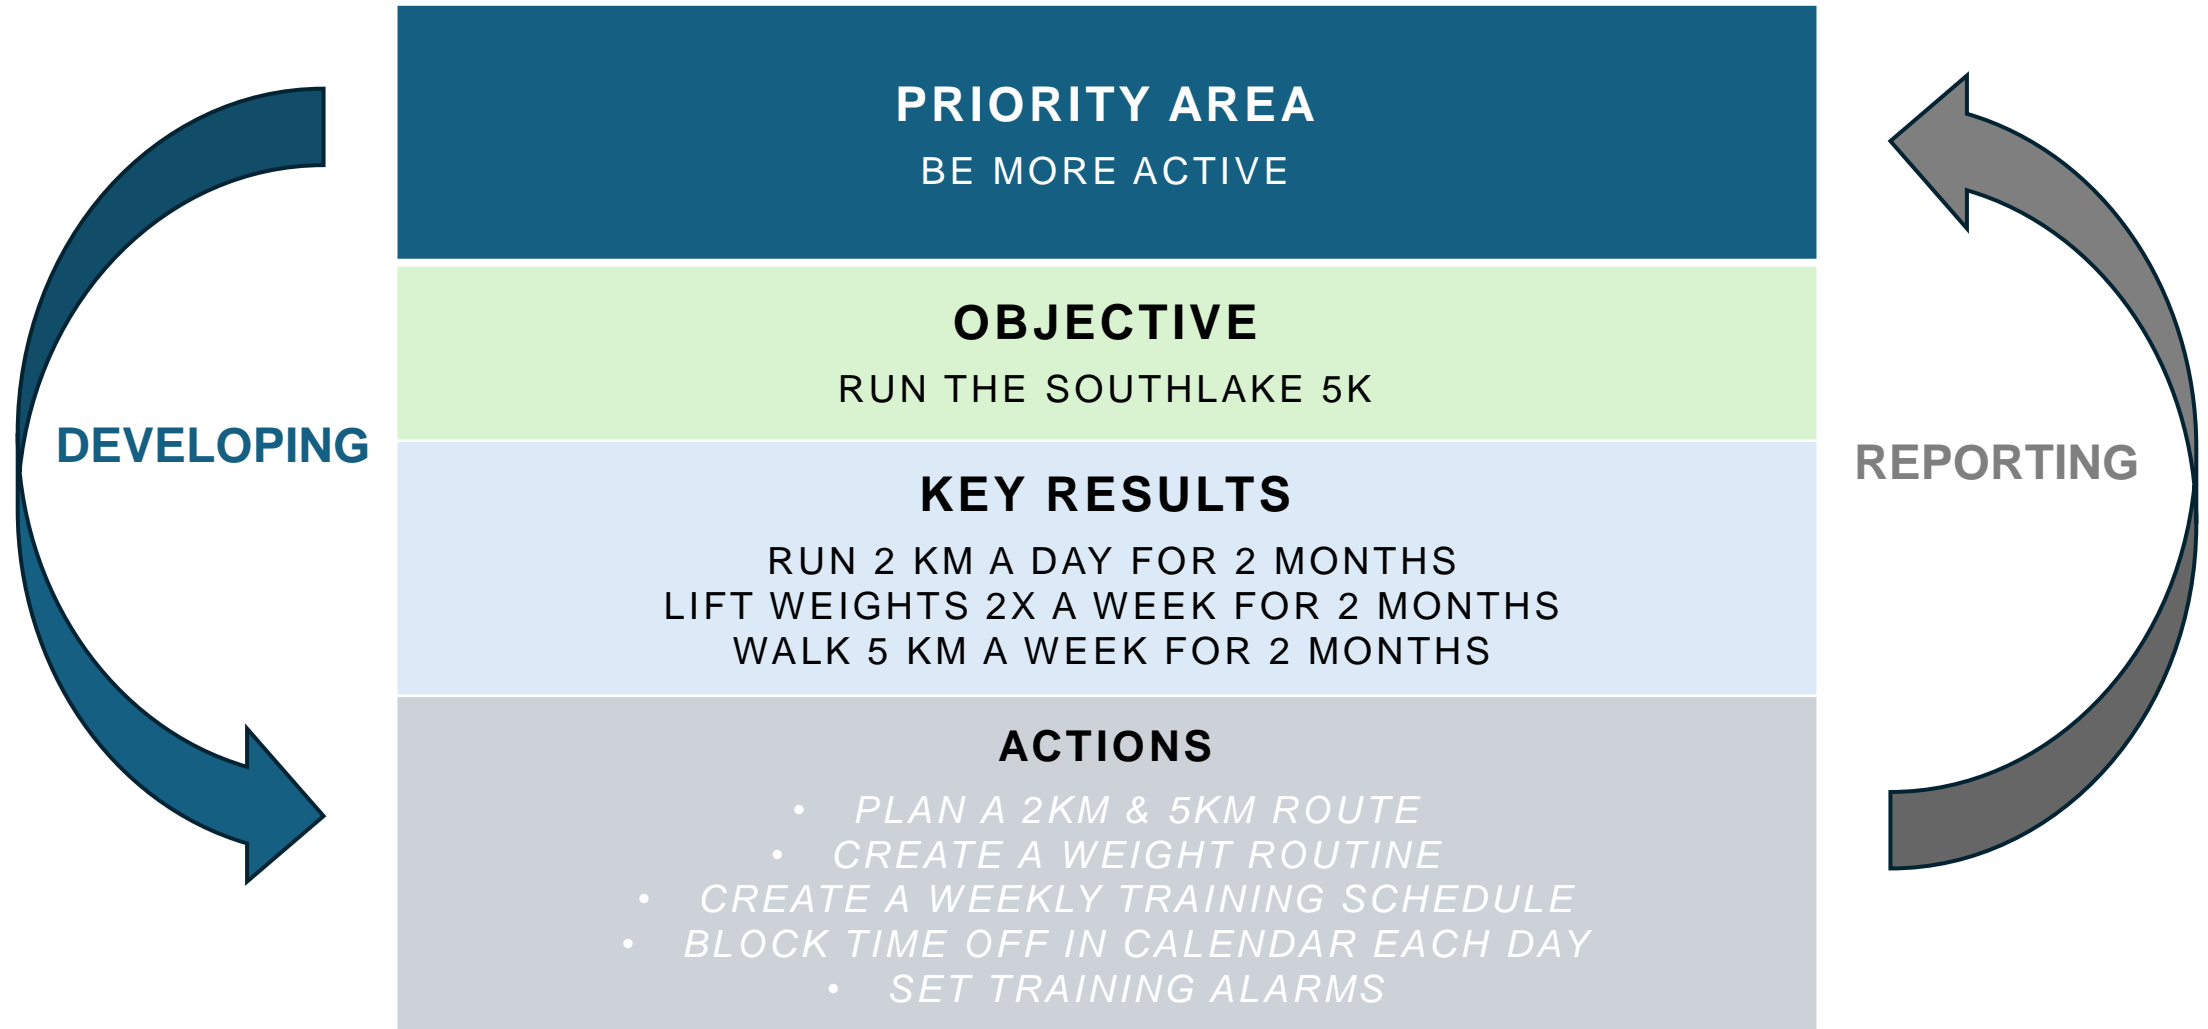 PRIORITY AREA
BE MORE ACTIVE
OBJECTIVE
RUN THE SOUTHLAKE 5K
DEVELOPING
REPORTING
KEY RESULTS
RUN 2 KM A DAY FOR 2 MONTHS
LIFT WEIGHTS 2X A WEEK FOR 2 MONTHS
WALK 5 KM A WEEK FOR 2 MONTHS
ACTIONS
• PLAN A 2KM & 5KM ROUTE
• CREATE A WEIGHT ROUTINE
• CREATE A WEEKLY TRAINING SCHEDULE
• BLOCK TIME OFF IN CALENDAR EACH DAY
• SET TRAINING ALARMS